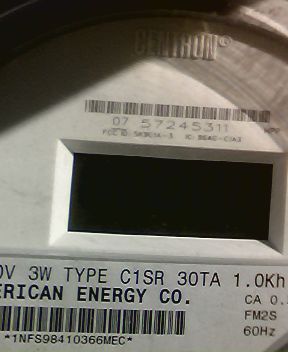 CENTRON®
07 57245311
0V 3W TYPE C1SR 30TA 1.0Kh
ERICAN ENERGY CO.
CA 0.
FM2S
60Hz
*1NFS98410366MEC*